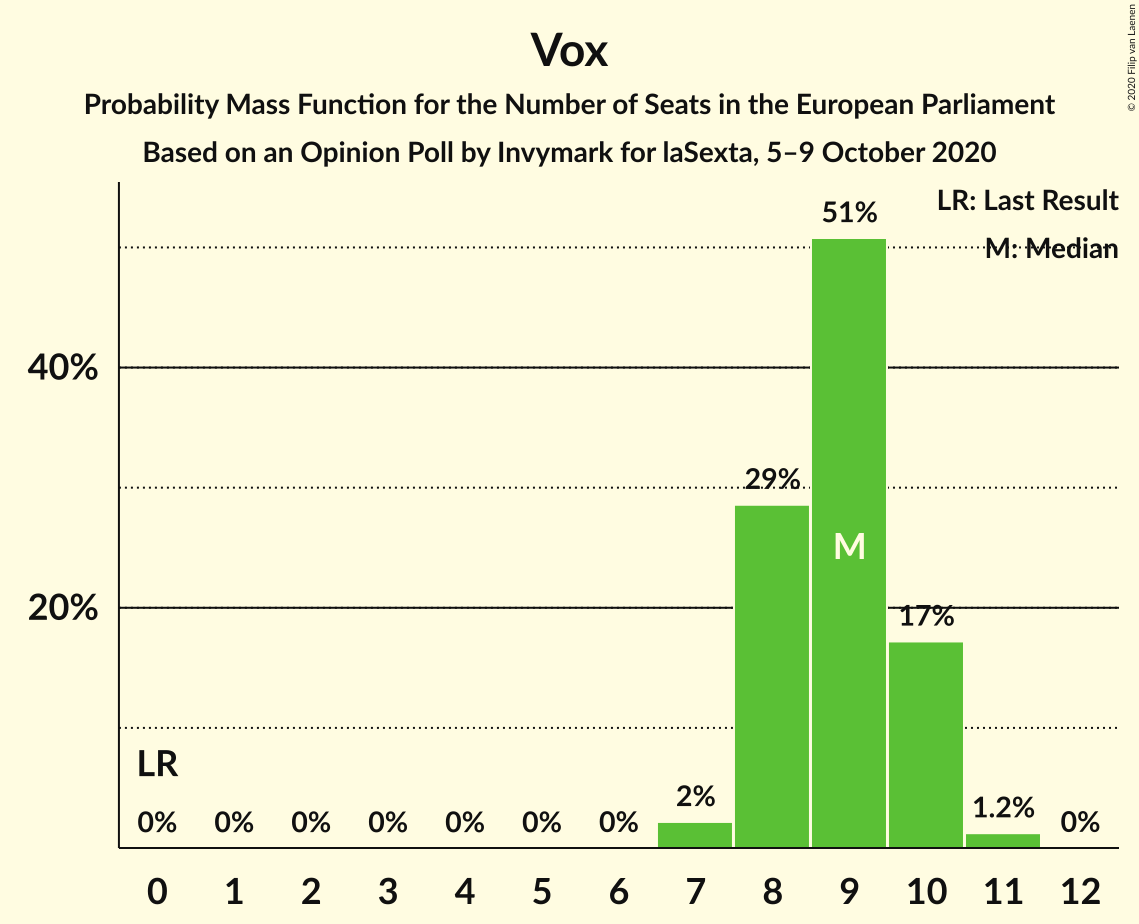 Vox
Probability Mass Function for the Number of Seats in the European Parliament
Based on an Opinion Poll by Invymark for laSexta, 5–9 October 2020
© 2020 Filip van Laenen
LR: Last Result
M: Median
51%
40%
29%
M
20%
17%
LR
2%
1.2%
0% 0% 0% 0% 0% 0% 0% 0%
0 1 2 3 4 5 6 7 8 9 10 11 12